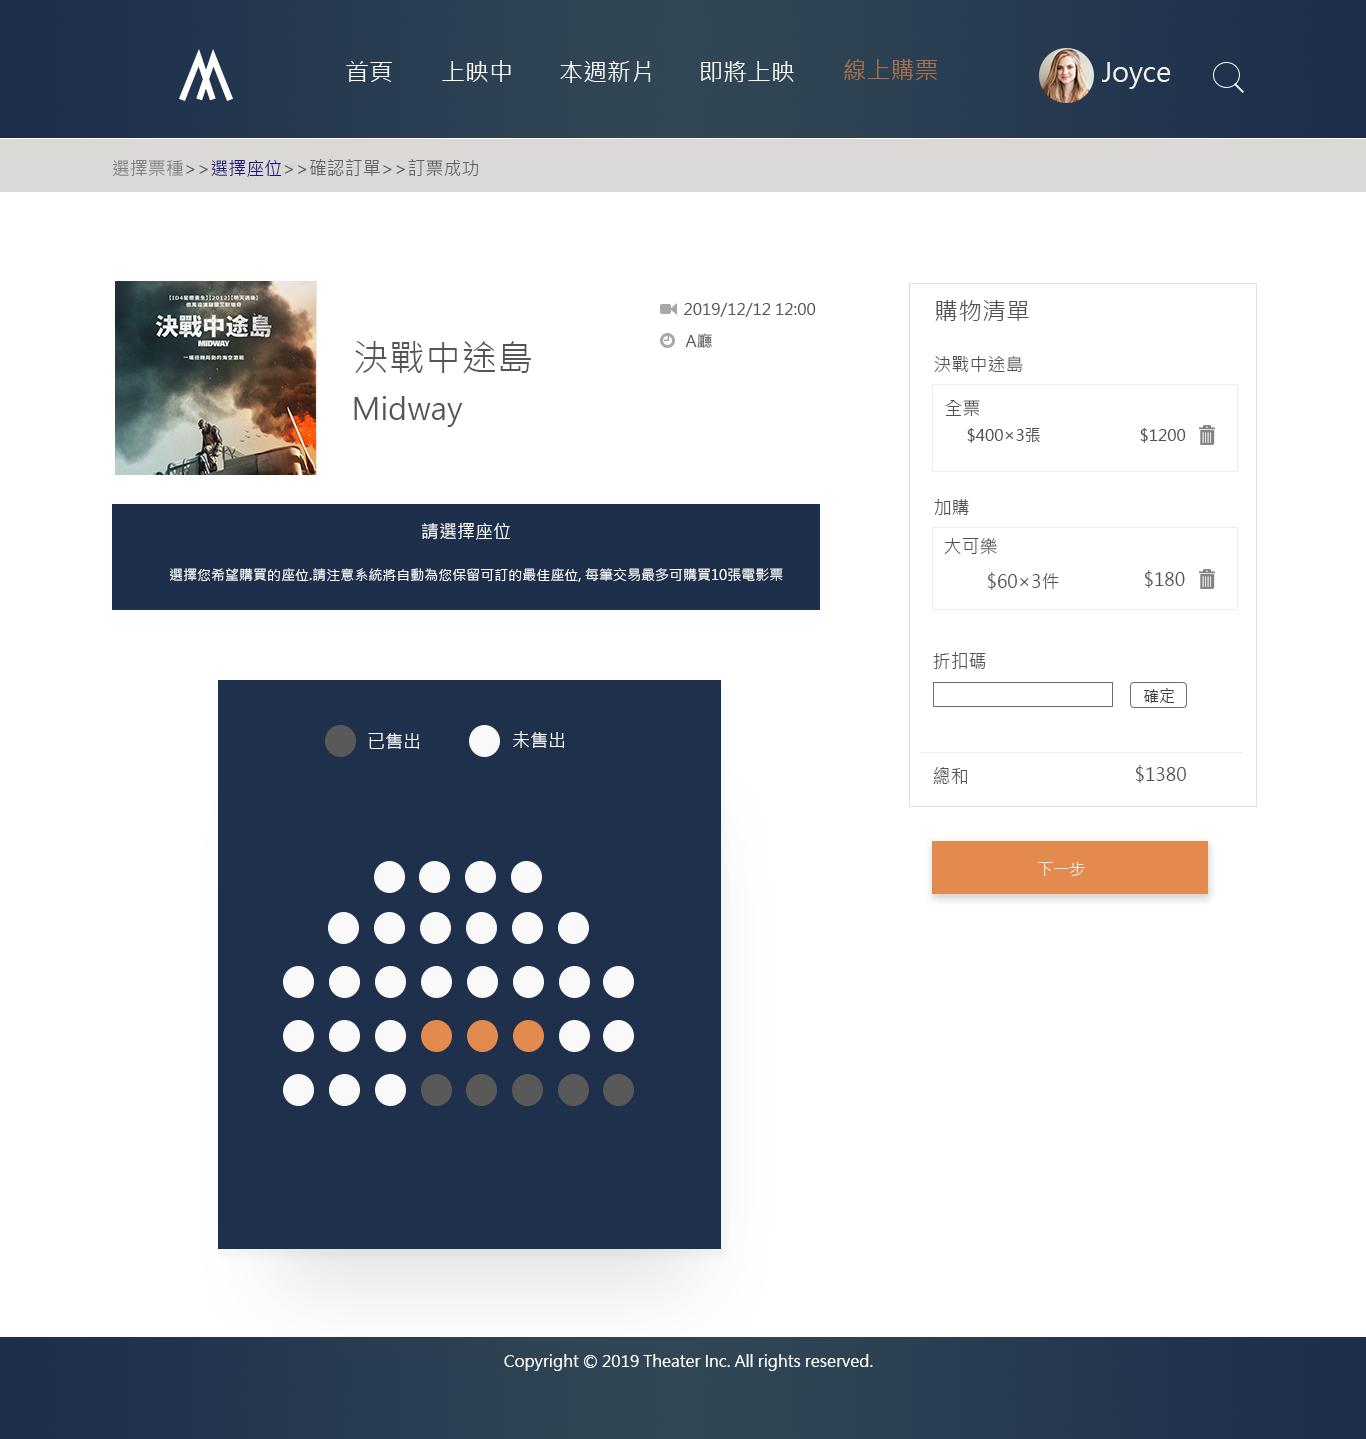 首頁 上映中 本週新片 即將上映 線上購票 Joyce
選擇票種>>選擇座位>>確認訂單>>訂票成功
決戰中途島
MIDWAY
決戰中途島
Midway
2019/12/12 12:00
A廳
請選擇座位
選擇您希望購買的座位.請注意系統將自動為您保留可訂的最佳座位, 每筆交易最多可購買10張電影票
已售出 未售出
購物清單
決戰中途島
全票
$400×3張 $1200
加購
大可樂
$60×3件 $180
折扣碼
確定
總和 $1380
下一步
Copyright © 2019 Theater Inc. All rights reserved.